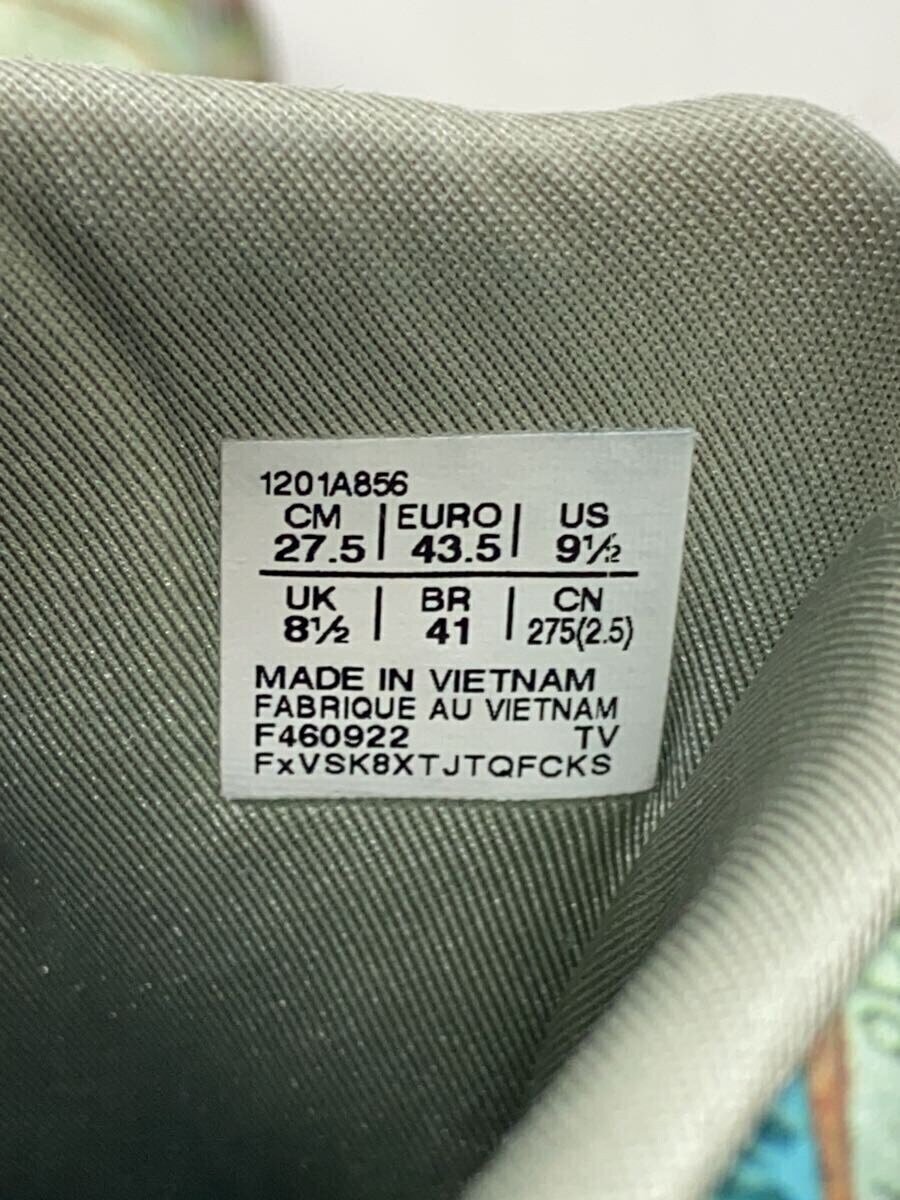 1201A856
CM | EURO | US
27.5 | 43.5 | 9½
UK | BR | CN
8½ | 41 | 275(2.5)
MADE IN VIETNAM
FABRIQUE AU VIETNAM
F460922 TV
FxVSK8XTJTQFCKS